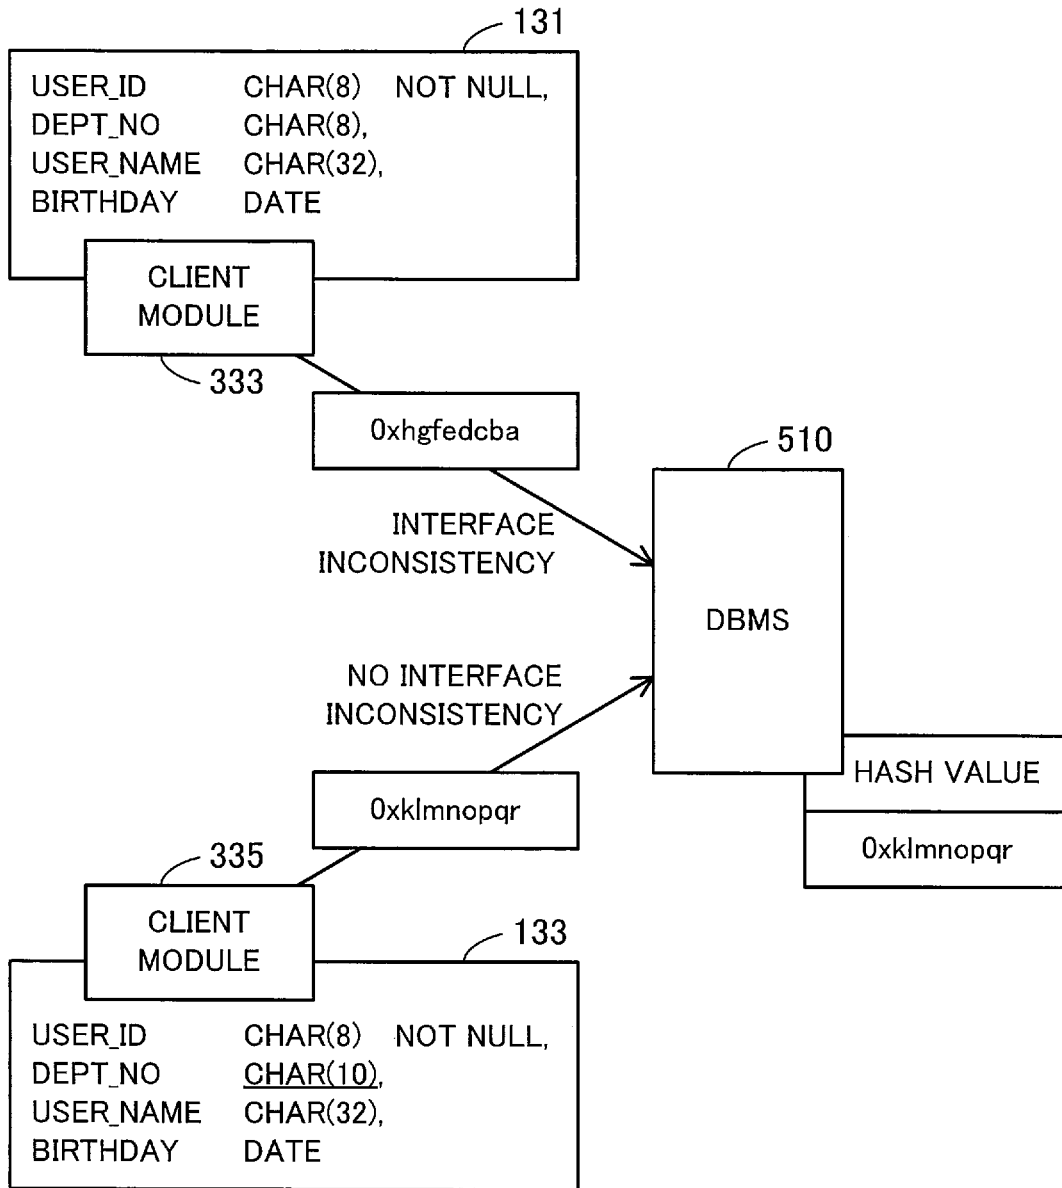 131
USER_ID CHAR(8) NOT NULL,
DEPT_NO CHAR(8),
USER_NAME CHAR(32),
BIRTHDAY DATE
CLIENT
MODULE
333
0xhgfedcba
510
INTERFACE
INCONSISTENCY
DBMS
NO INTERFACE
INCONSISTENCY
HASH VALUE
0xklmnopqr
0xklmnopqr
335
CLIENT
MODULE
133
USER_ID CHAR(8) NOT NULL,
DEPT_NO CHAR(10),
USER_NAME CHAR(32),
BIRTHDAY DATE